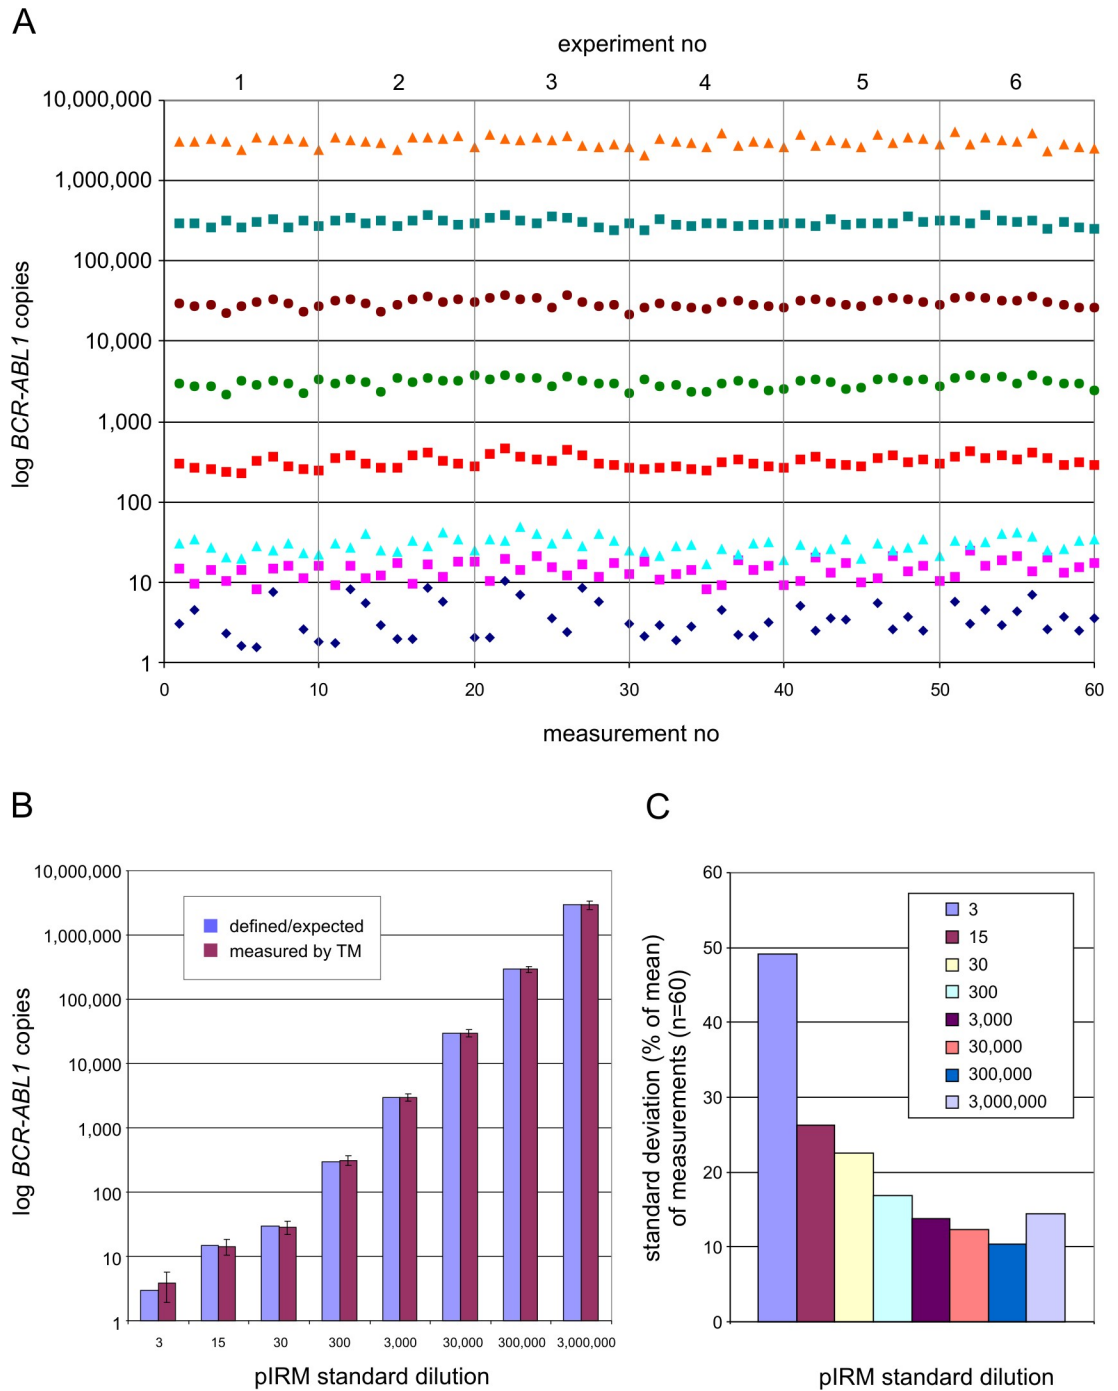 A
experiment no
1 2 3 4 5 6
10,000,000
1,000,000
100,000
10,000
1,000
100
10
1
log BCR-ABL1 copies
0 10 20 30 40 50 60
measurement no
B
10,000,000
1,000,000
100,000
10,000
1,000
100
10
1
log BCR-ABL1 copies
defined/expected
measured by TM
3 15 30 300 3,000 30,000 300,000 3,000,000
pIRM standard dilution
C
60
50
40
30
20
10
0
standard deviation (% of mean)
of measurements (n=60)
3
15
30
300
3,000
30,000
300,000
3,000,000
pIRM standard dilution